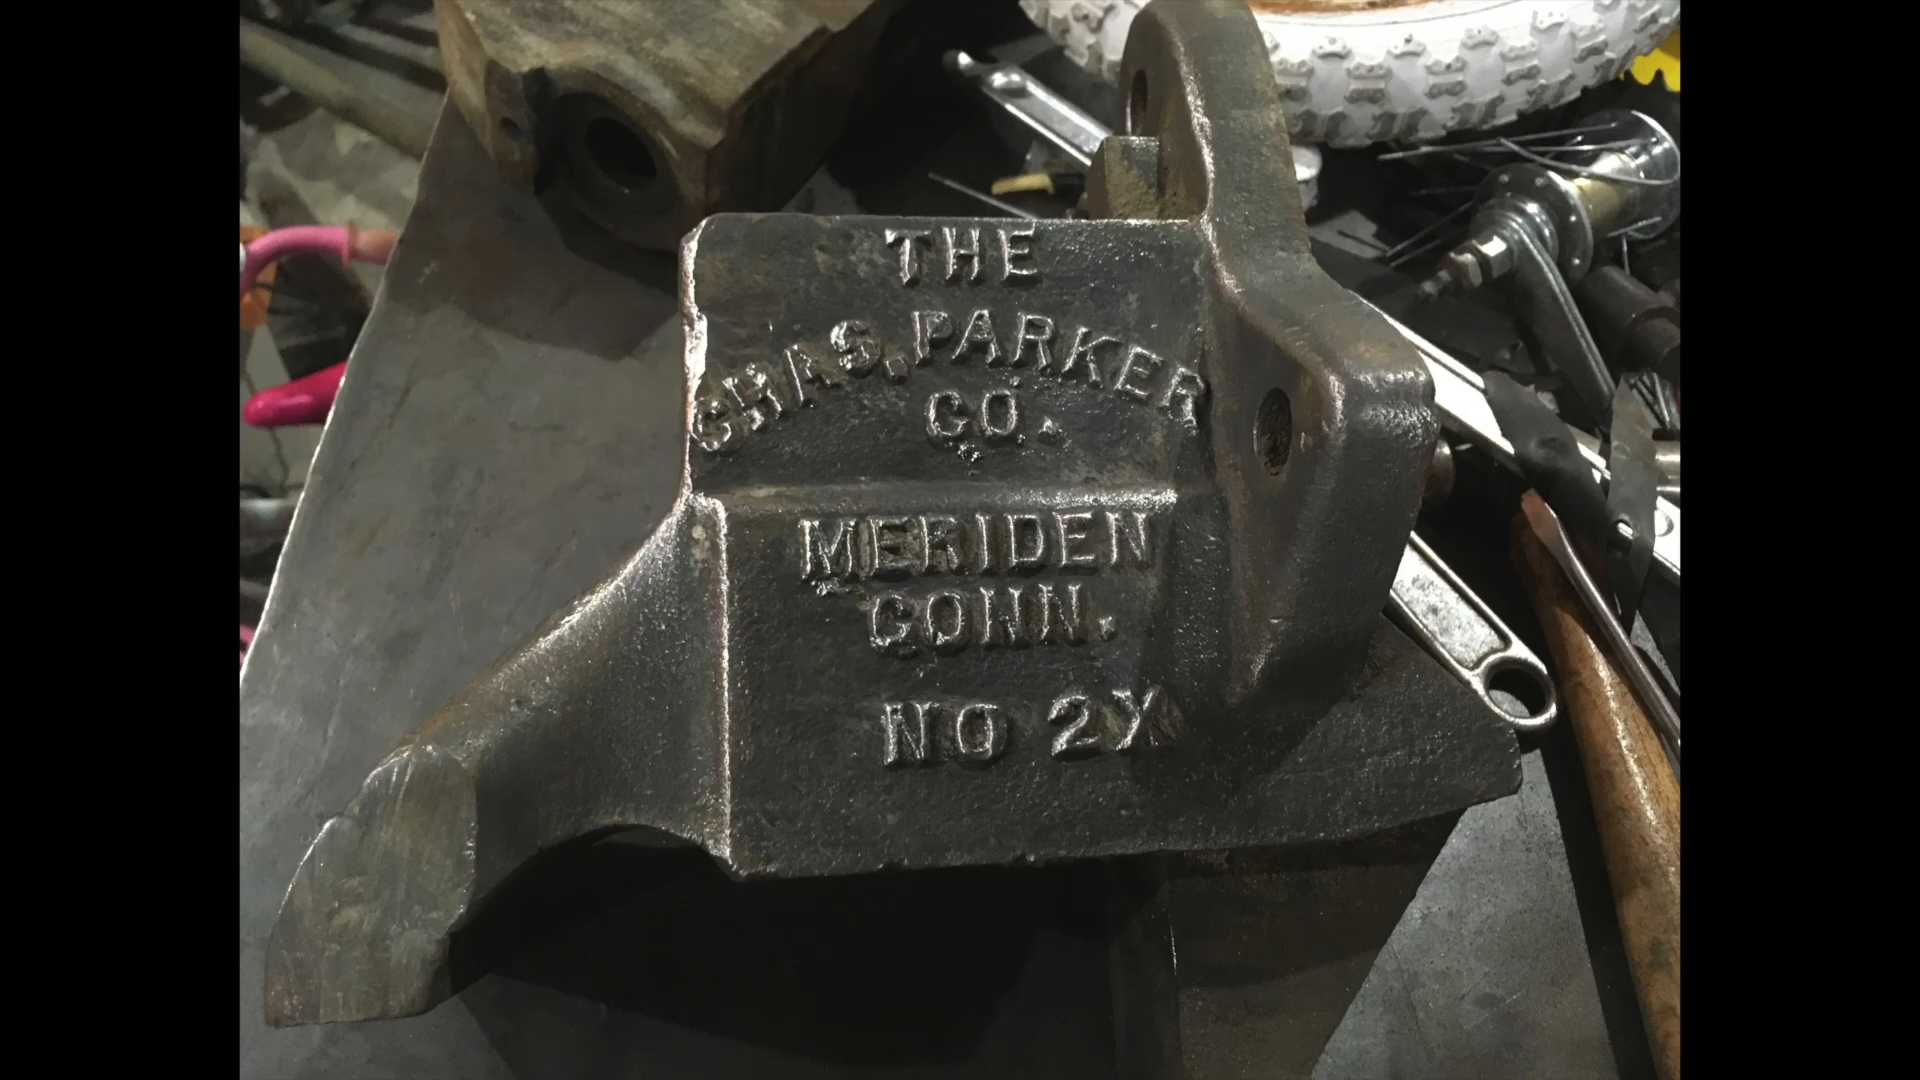 THE
CHAS. PARKER
CO.
MERIDEN
CONN.
NO 2X